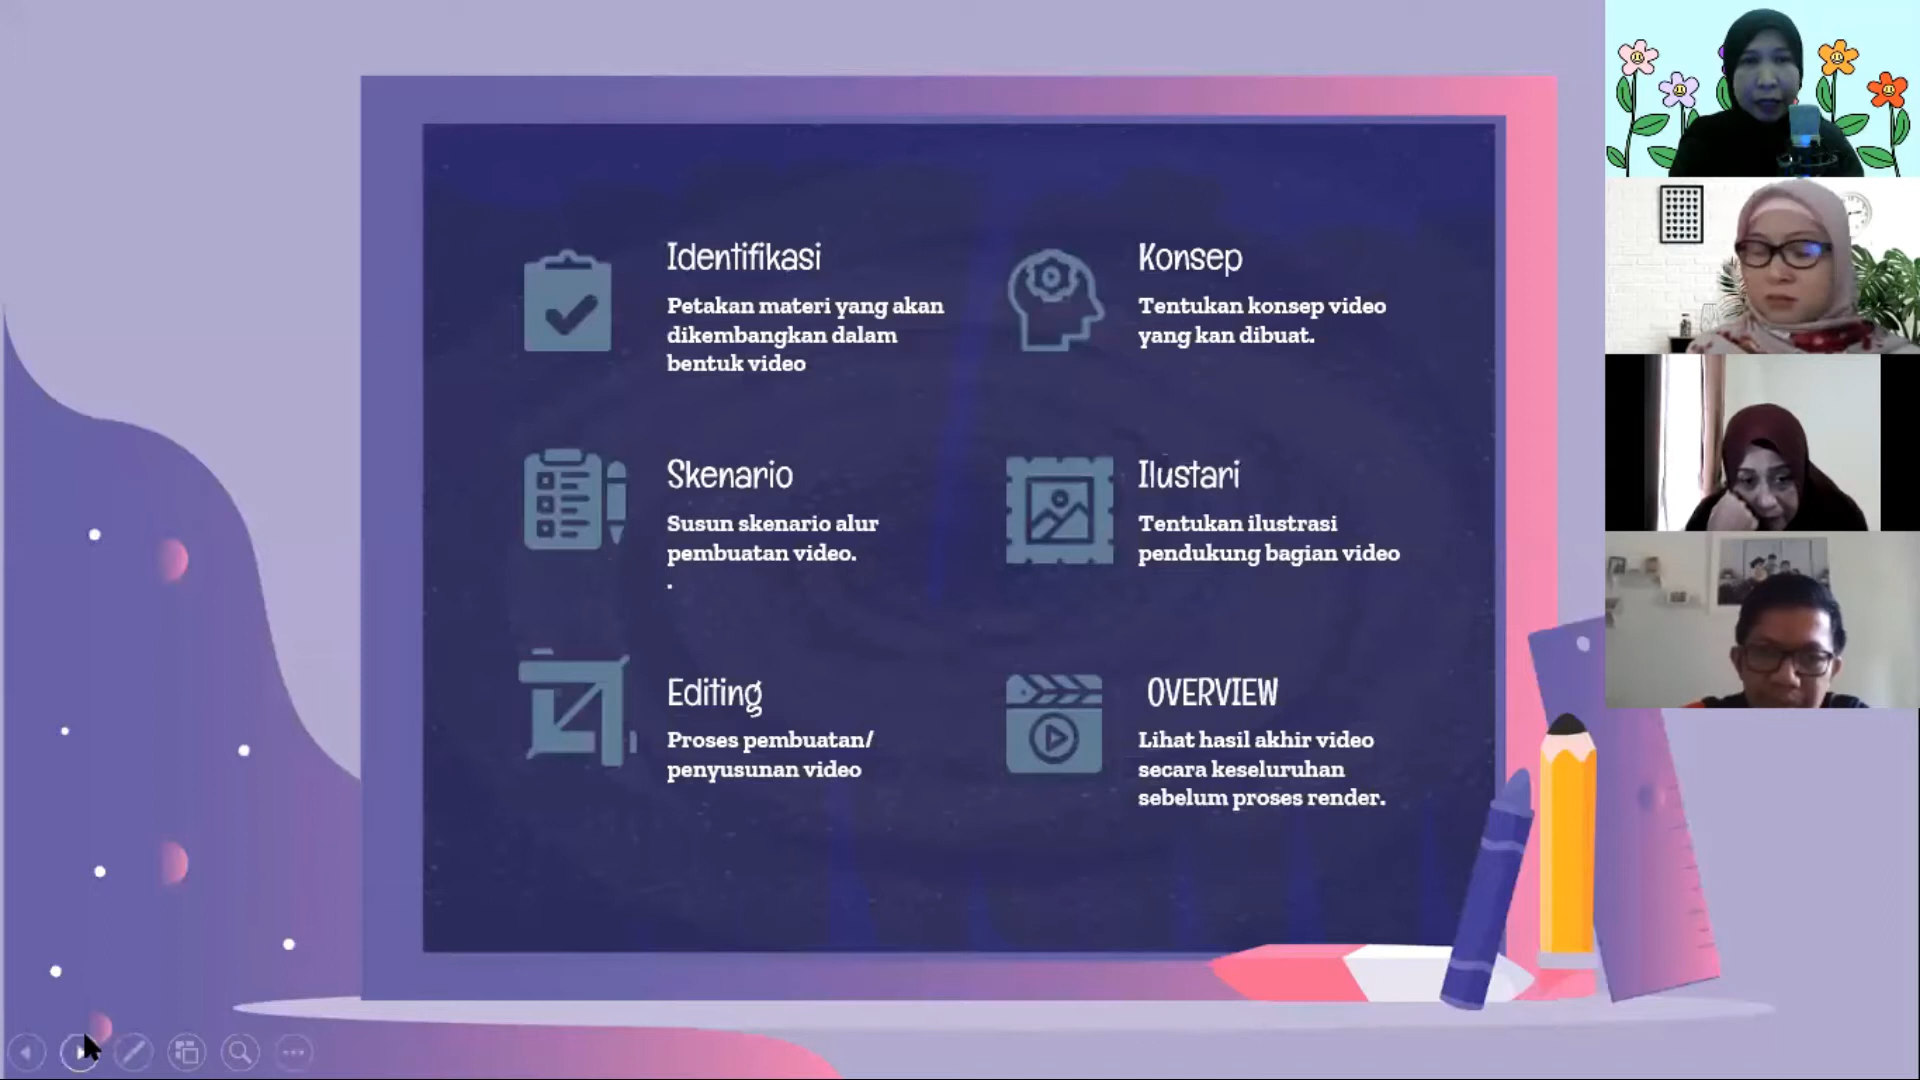 Identifikasi
Petakan materi yang akan
dikembangkan dalam
bentuk video
Konsep
Tentukan konsep video
yang kan dibuat.
Skenario
Susun skenario alur
pembuatan video.
.
Ilustari
Tentukan ilustrasi
pendukung bagian video
Editing
Proses pembuatan/
penyusunan video
OVERVIEW
Lihat hasil akhir video
secara keseluruhan
sebelum proses render.